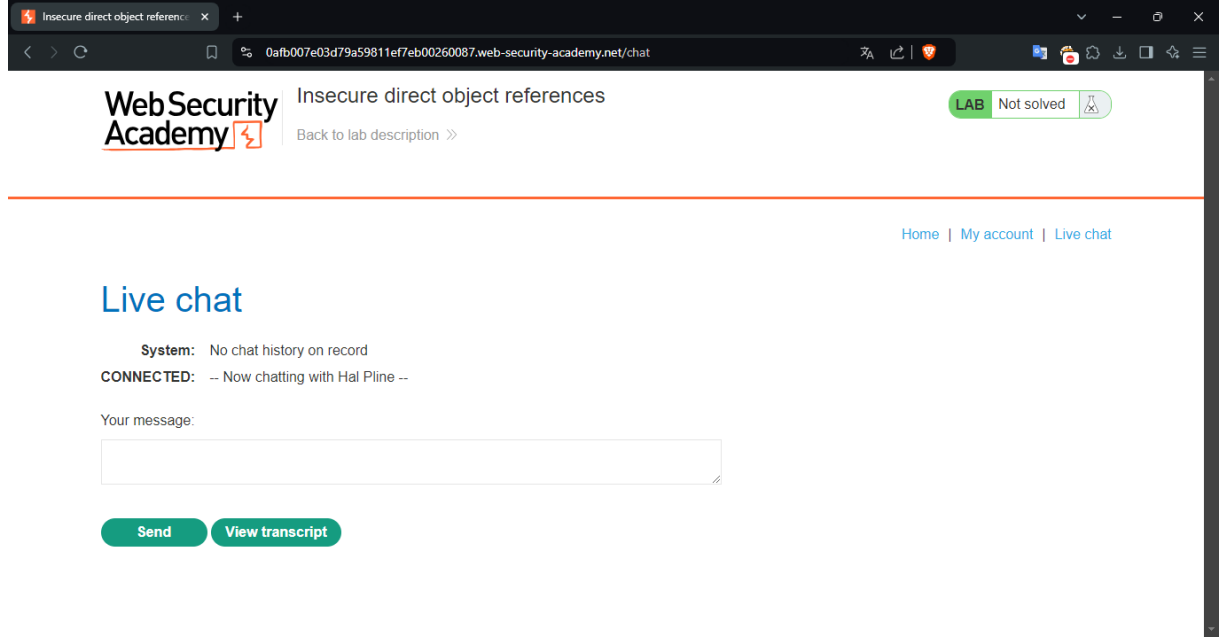 Insecure direct object reference
0afb007e03d79a59811ef7eb00260087.web-security-academy.net/chat
Web Security
Academy
Insecure direct object references
Back to lab description
LAB Not solved
Home | My account | Live chat
Live chat
System: No chat history on record
CONNECTED: -- Now chatting with Hal Pline --
Your message:
Send View transcript